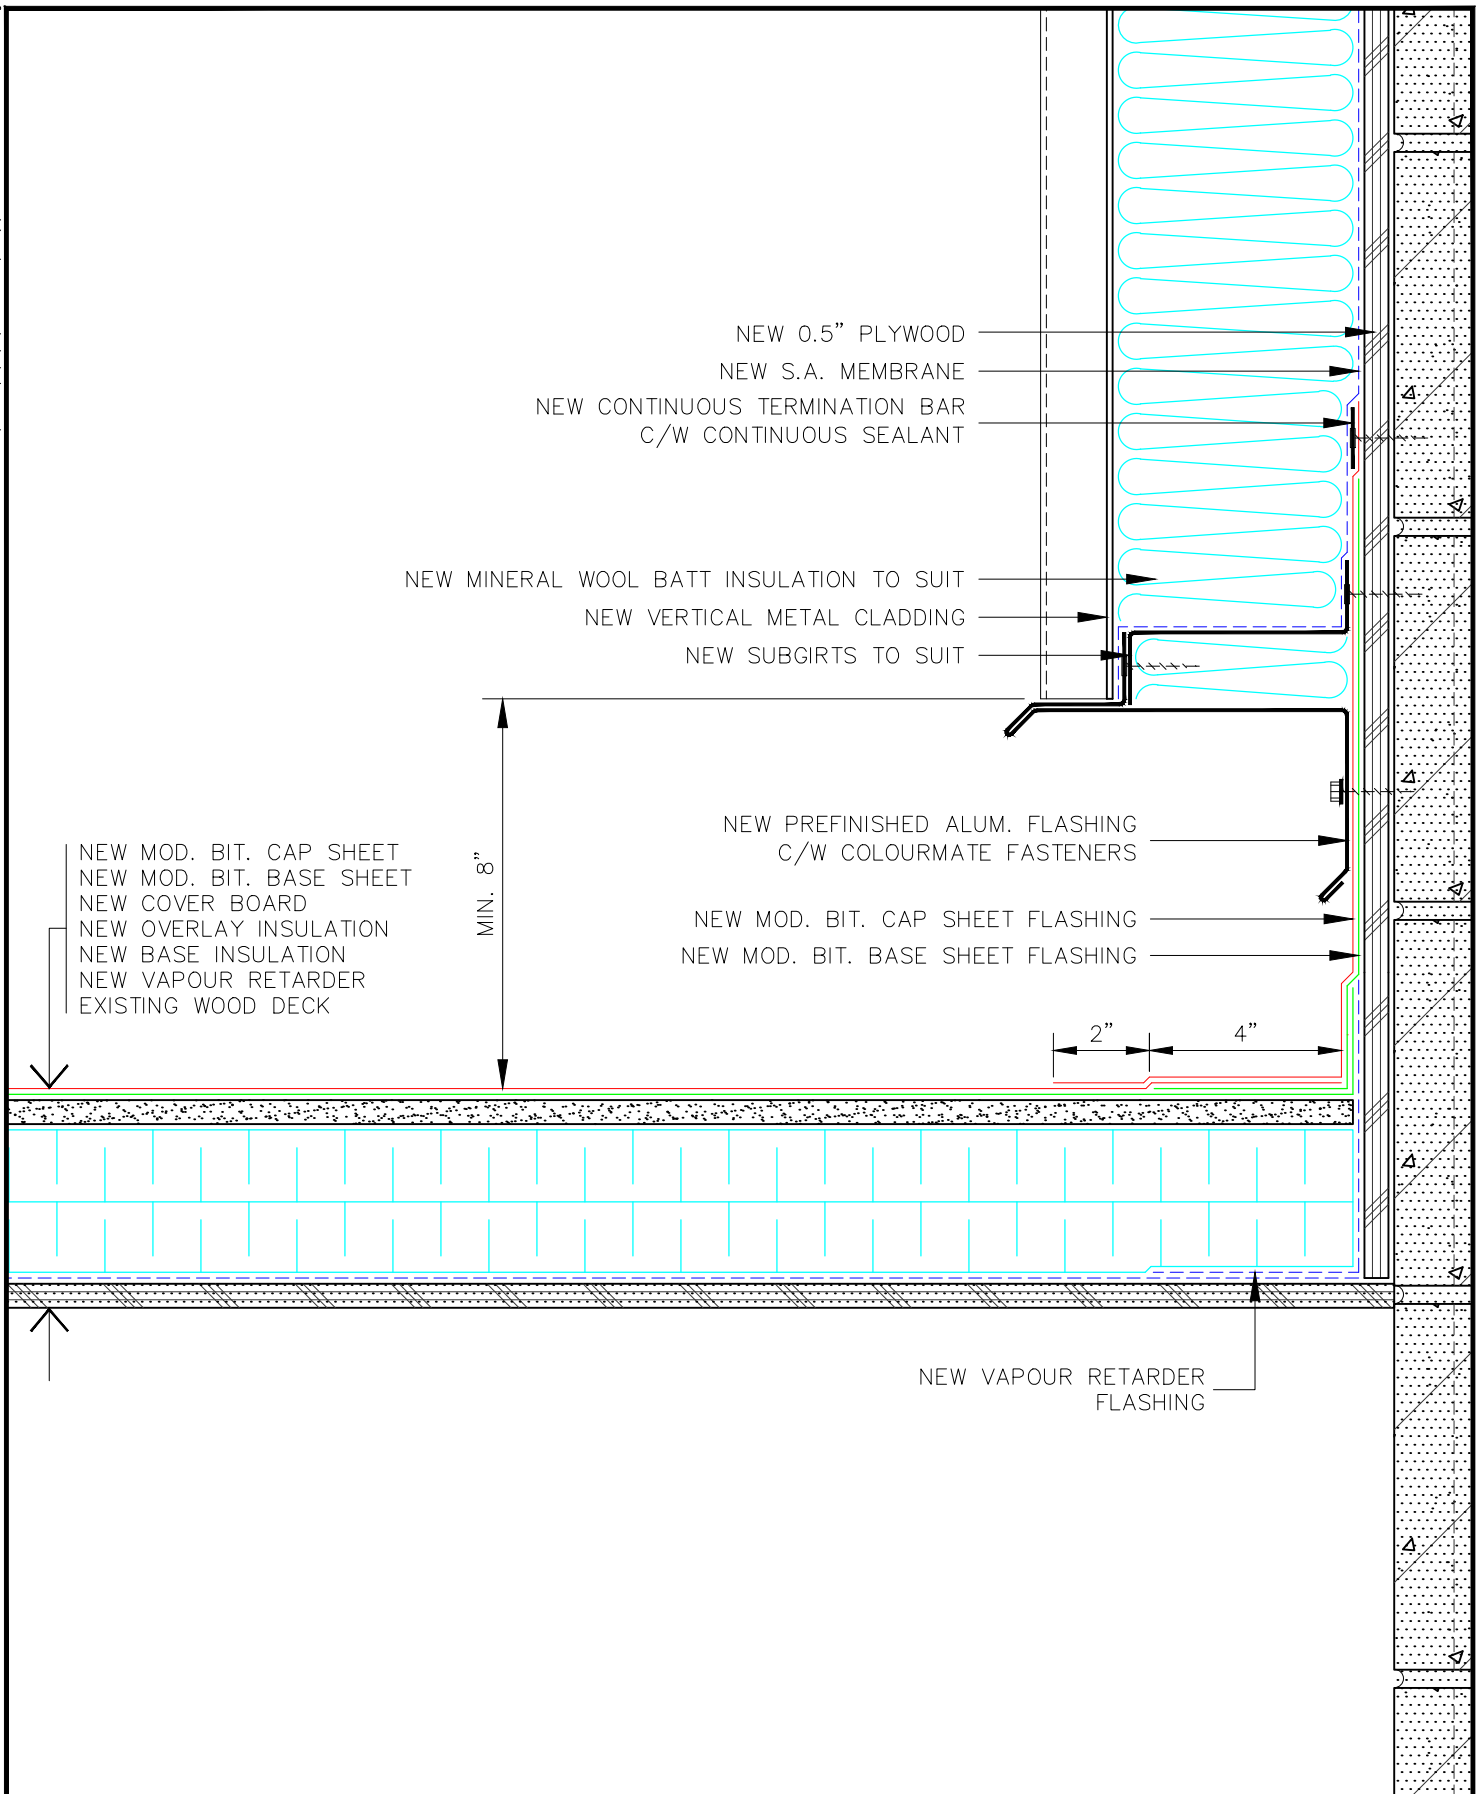 NEW 0.5” PLYWOOD
NEW S.A. MEMBRANE
NEW CONTINUOUS TERMINATION BAR
C/W CONTINUOUS SEALANT
NEW MINERAL WOOL BATT INSULATION TO SUIT
NEW VERTICAL METAL CLADDING
NEW SUBGIRTS TO SUIT
NEW PREFINISHED ALUM. FLASHING
C/W COLOURMATE FASTENERS
MIN. 8”
NEW MOD. BIT. CAP SHEET
NEW MOD. BIT. BASE SHEET
NEW COVER BOARD
NEW OVERLAY INSULATION
NEW BASE INSULATION
NEW VAPOUR RETARDER
EXISTING WOOD DECK
NEW MOD. BIT. CAP SHEET FLASHING
NEW MOD. BIT. BASE SHEET FLASHING
2”
4”
NEW VAPOUR RETARDER
FLASHING